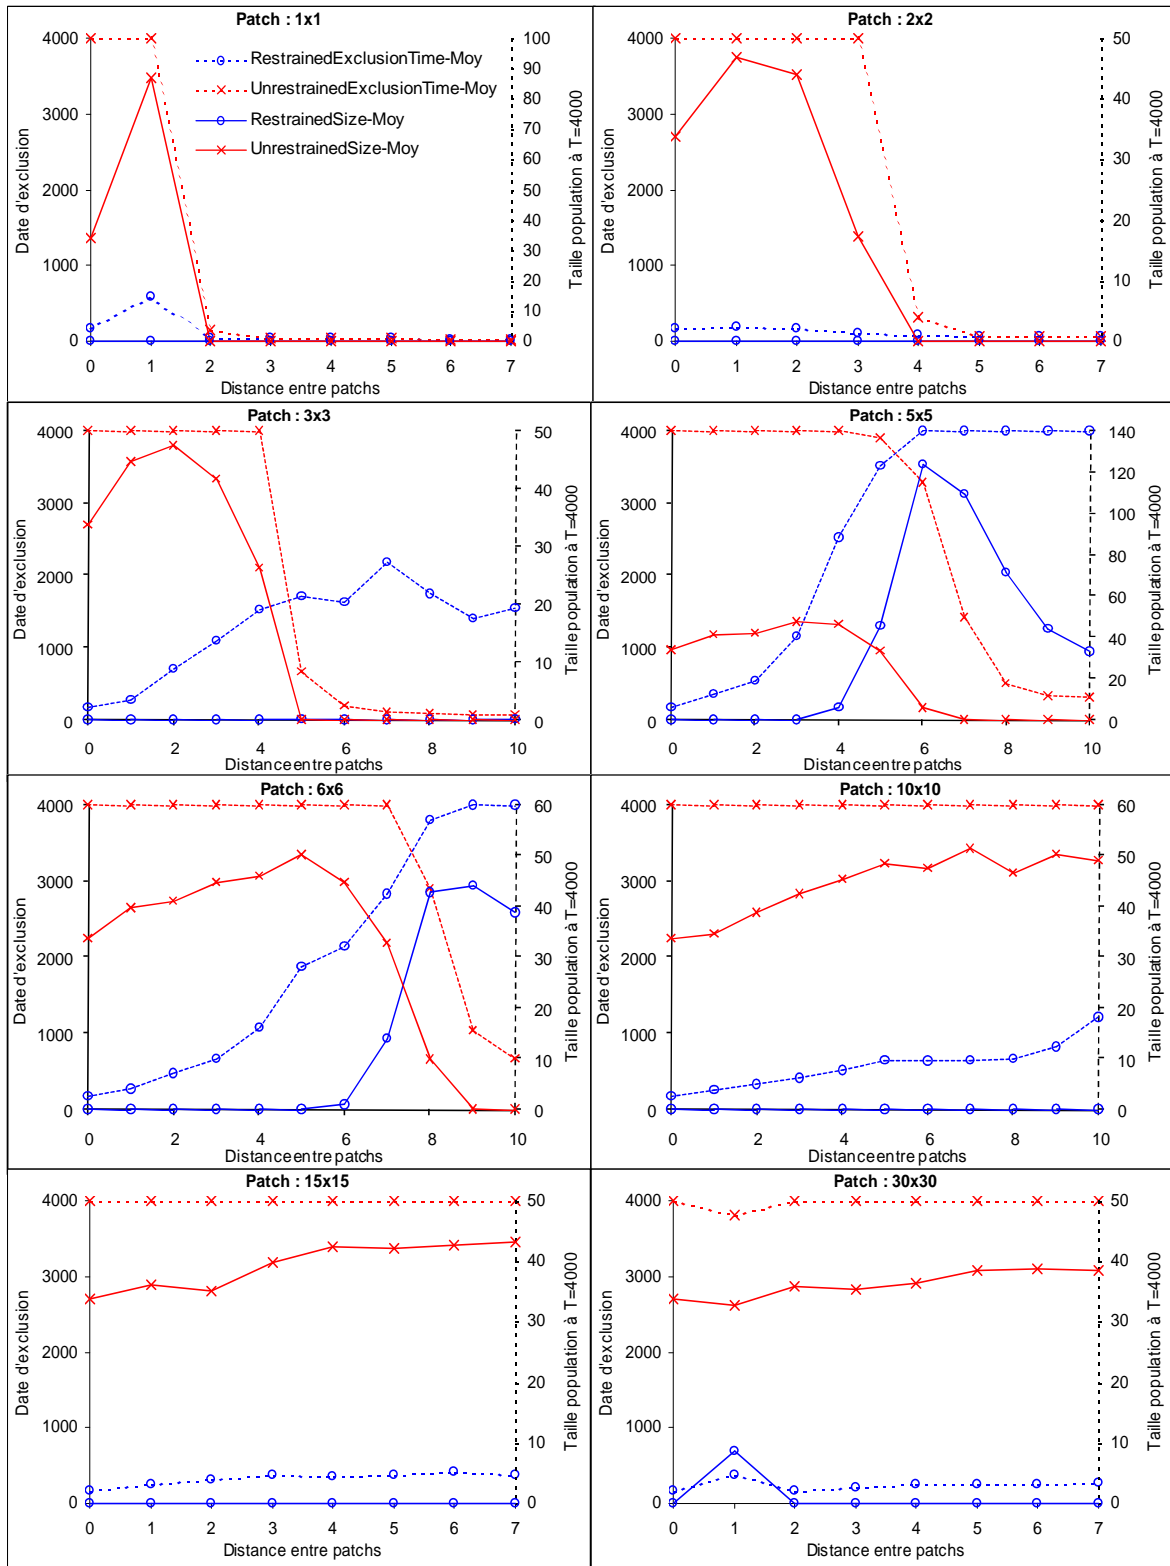 Patch : 1x1
4000
3000
2000
1000
0
Date d'exclusion
RestrainedExclusionTime-Moy
UnrestrainedExclusionTime-Moy
RestrainedSize-Moy
UnrestrainedSize-Moy
100
90
80
70
60
50
40
30
20
10
0
Taille population à T=4000
0 1 2 3 4 5 6 7
Distance entre patchs
Patch : 2x2
4000
3000
2000
1000
0
Date d'exclusion
50
40
30
20
10
0
Taille population à T=4000
0 1 2 3 4 5 6 7
Distance entre patchs
Patch : 3x3
4000
3000
2000
1000
0
Date d'exclusion
50
40
30
20
10
0
Taille population à T=4000
0 2 4 6 8 10
Distance entre patchs
Patch : 5x5
4000
3000
2000
1000
0
Date d'exclusion
140
120
100
80
60
40
20
0
Taille population à T=4000
0 2 4 6 8 10
Distance entre patchs
Patch : 6x6
4000
3000
2000
1000
0
Date d'exclusion
60
50
40
30
20
10
0
Taille population à T=4000
0 2 4 6 8 10
Distance entre patchs
Patch : 10x10
4000
3000
2000
1000
0
Date d'exclusion
60
50
40
30
20
10
0
Taille population à T=4000
0 2 4 6 8 10
Distance entre patchs
Patch : 15x15
4000
3000
2000
1000
0
Date d'exclusion
50
40
30
20
10
0
Taille population à T=4000
0 1 2 3 4 5 6 7
Distance entre patchs
Patch : 30x30
4000
3000
2000
1000
0
Date d'exclusion
50
40
30
20
10
0
Taille population à T=4000
0 1 2 3 4 5 6 7
Distance entre patchs